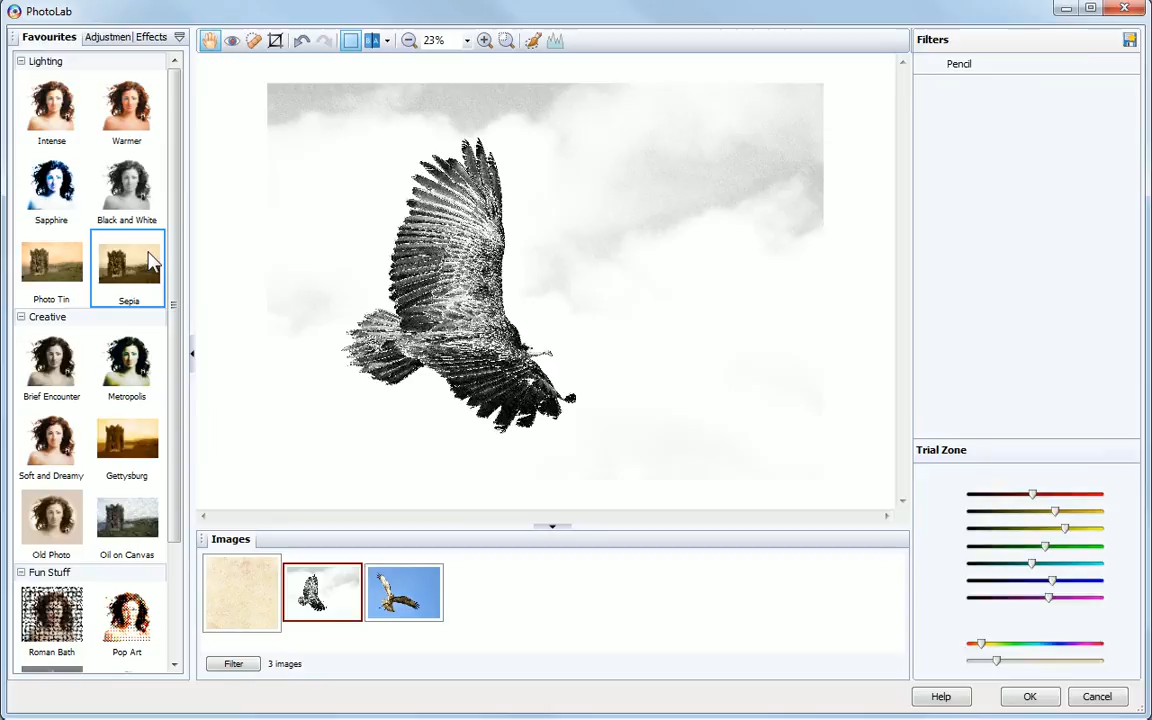 PhotoLab
Favourites Adjustmen Effects
23%
Filters
Pencil
Lighting
Intense Warmer
Sapphire Black and White
Photo Tin Sepia
Creative
Brief Encounter Metropolis
Soft and Dreamy Gettysburg
Old Photo Oil on Canvas
Fun Stuff
Roman Bath Pop Art
Images
Filter 3 images
Trial Zone
Help OK Cancel